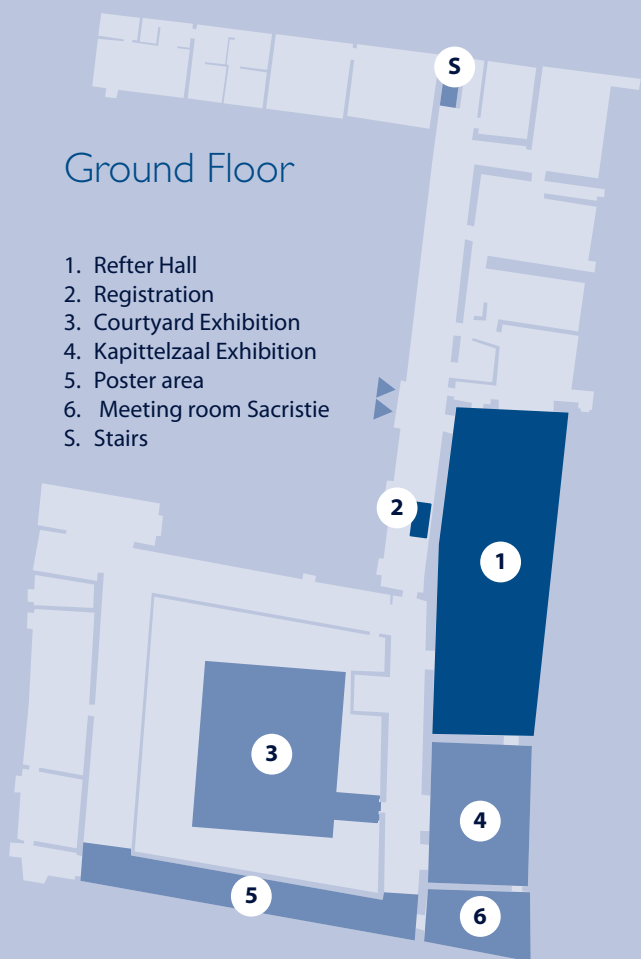 S
Ground Floor
1. Refter Hall
2. Registration
3. Courtyard Exhibition
4. Kapittelzaal Exhibition
5. Poster area
6. Meeting room Sacristie
S. Stairs
2
1
3
4
5
6